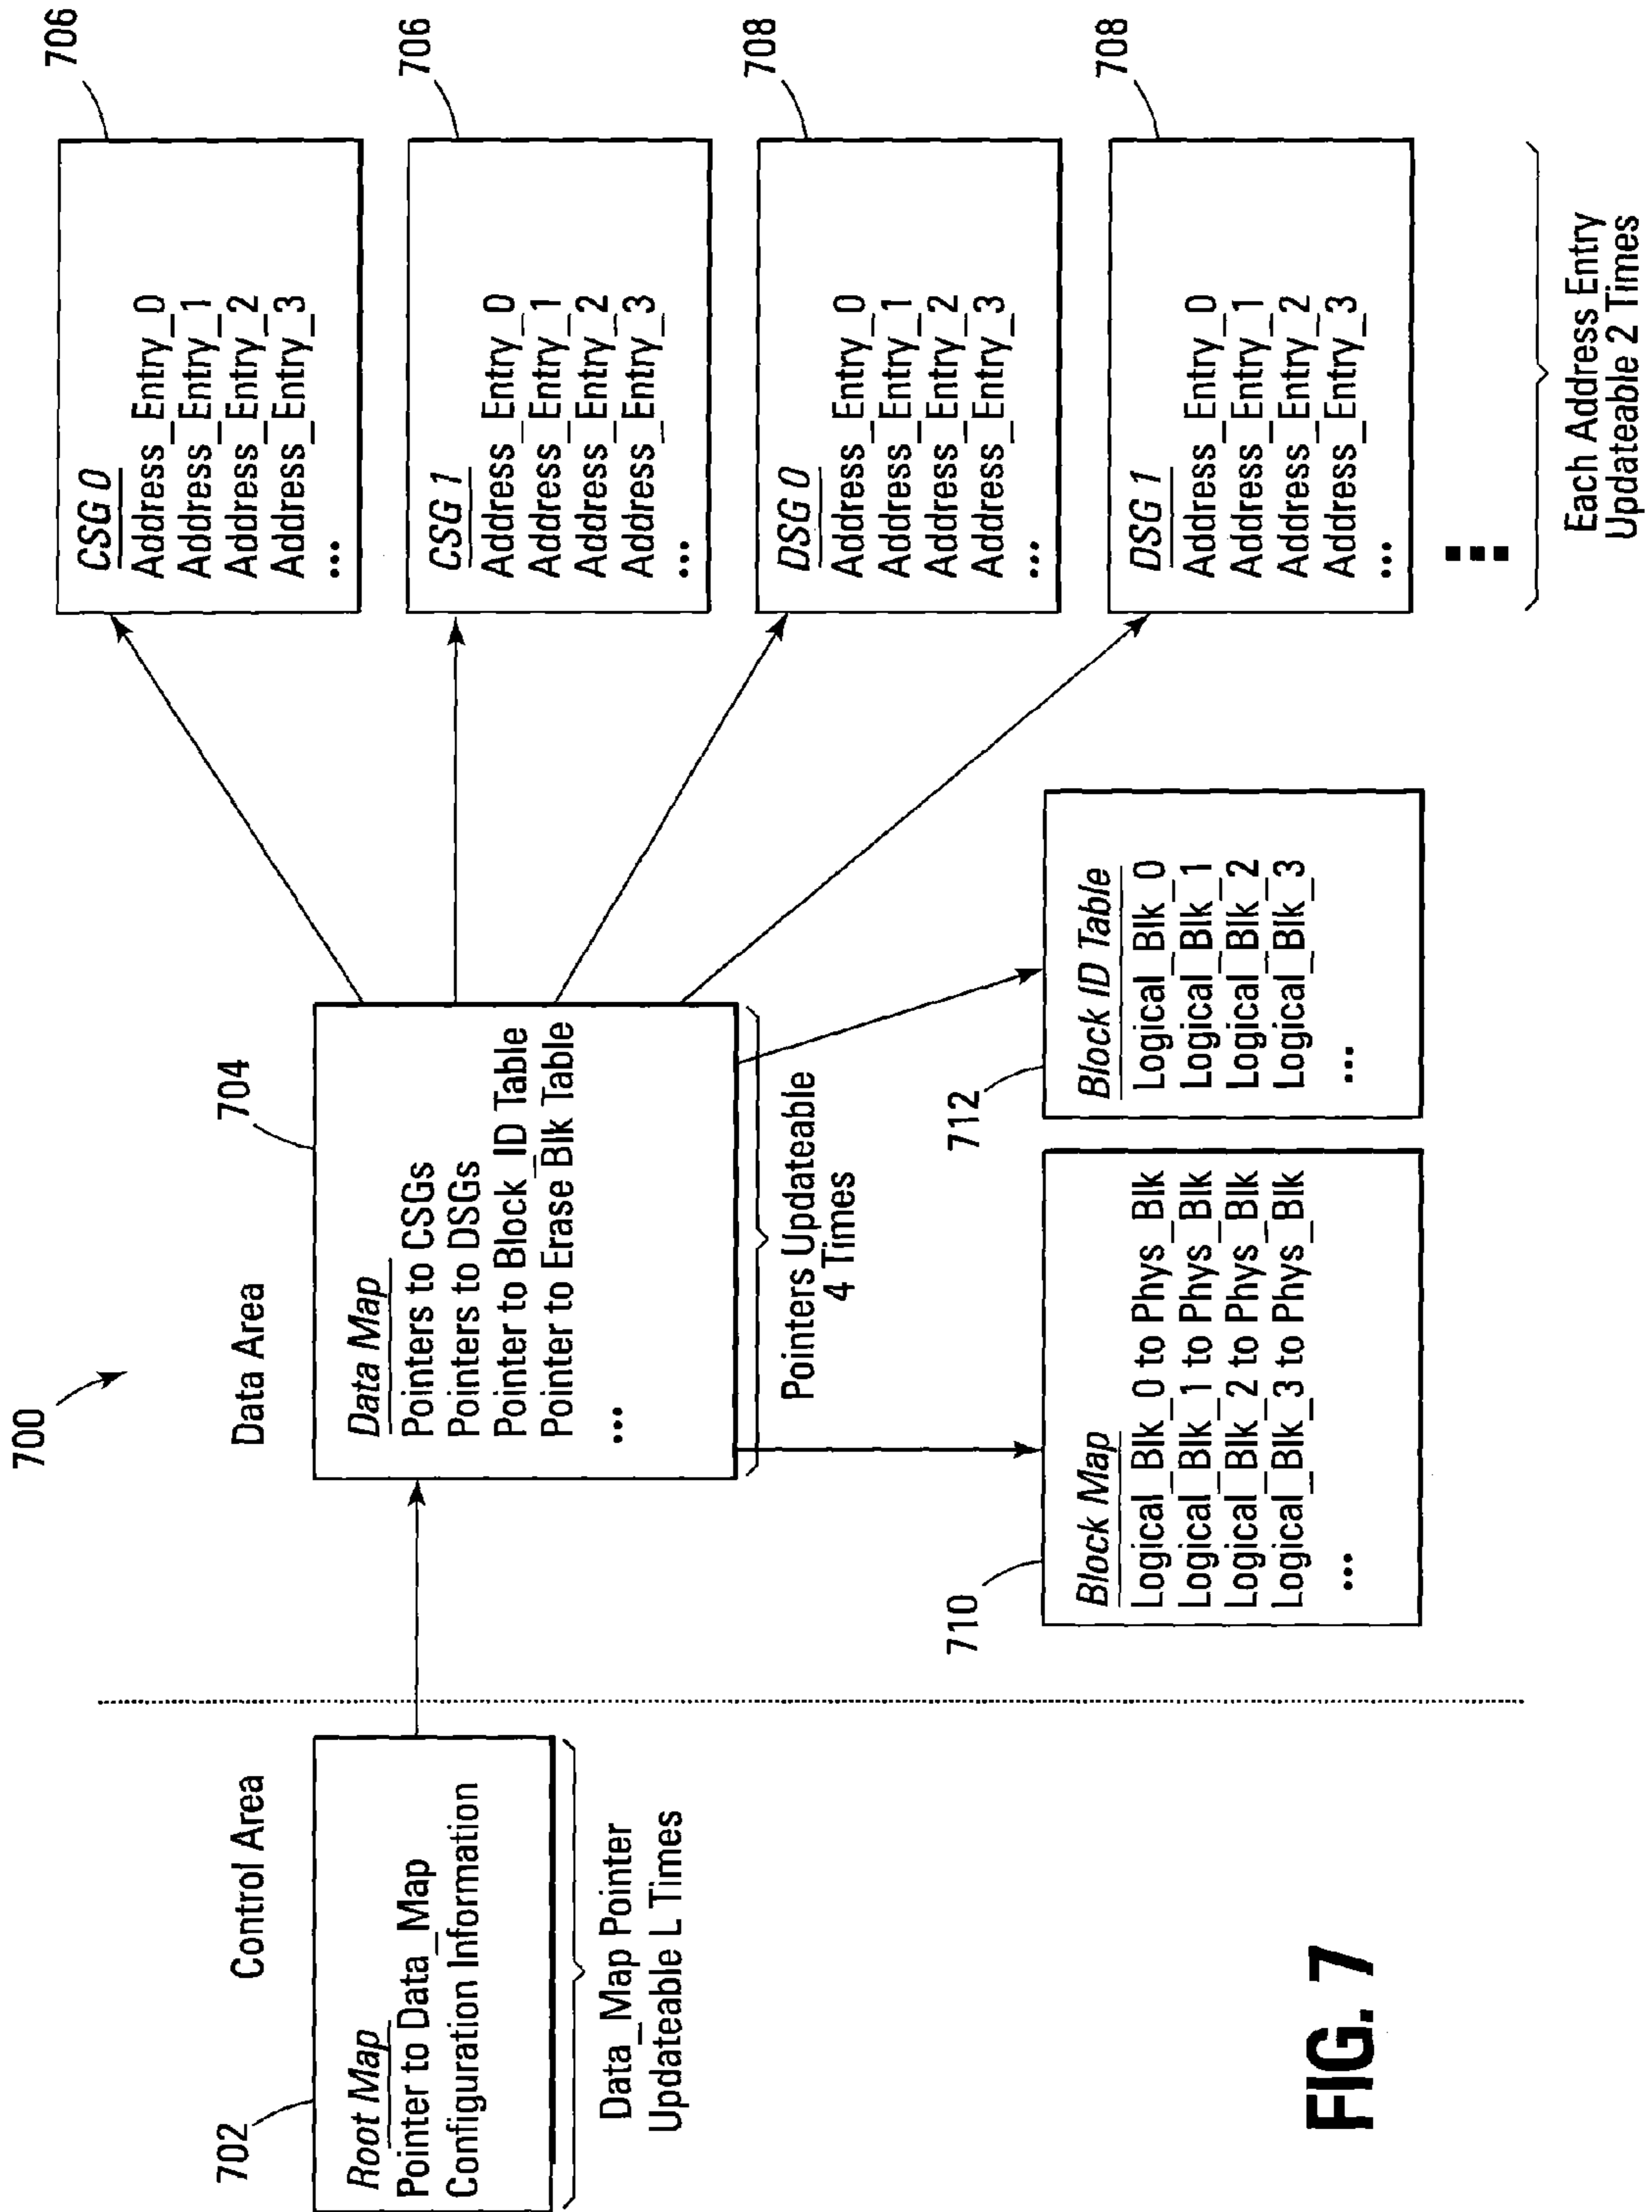 700
Control Area
Data Area
702
Root Map
Pointer to Data_Map
Configuration Information
Data_Map Pointer
Updateable L Times
704
Data Map
Pointers to CSGs
Pointers to DSGs
Pointer to Block_ID Table
Pointer to Erase Blk Table
...
Pointers Updateable
4 Times
710
Block Map
Logical_Blk_0 to Phys_Blk
Logical_Blk_1 to Phys_Blk
Logical_Blk_2 to Phys_Blk
Logical_Blk_3 to Phys_Blk
...
712
Block ID Table
Logical_Blk_0
Logical_Blk_1
Logical_Blk_2
Logical_Blk_3
...
706
CSG 0
Address_Entry_0
Address_Entry_1
Address_Entry_2
Address_Entry_3
...
706
CSG 1
Address_Entry_0
Address_Entry_1
Address_Entry_2
Address_Entry_3
...
708
DSG 0
Address_Entry_0
Address_Entry_1
Address_Entry_2
Address_Entry_3
...
708
DSG 1
Address_Entry_0
Address_Entry_1
Address_Entry_2
Address_Entry_3
...
Each Address Entry
Updateable 2 Times
FIG. 7